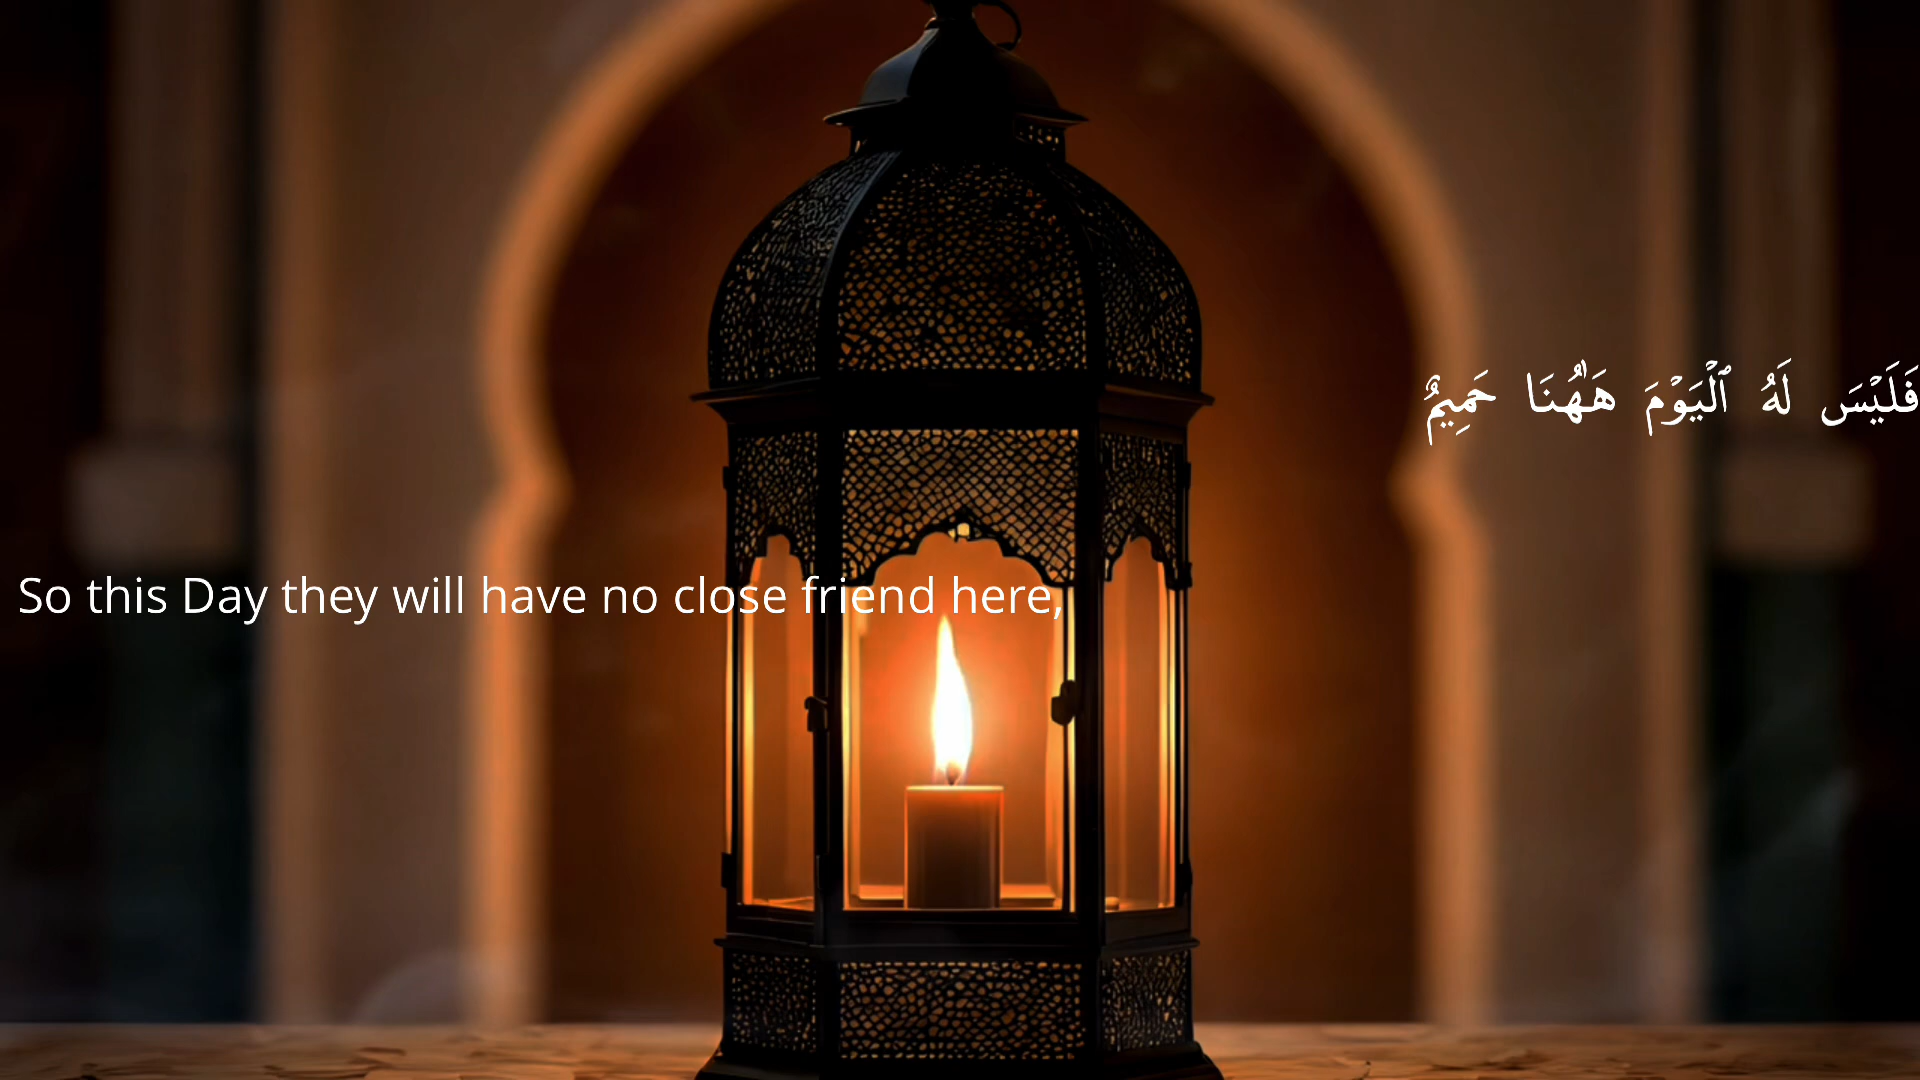 فَلَيْسَ لَهُ ٱلْيَوْمَ هَـٰهُنَا حَمِيمٌ
So this Day they will have no close friend here,